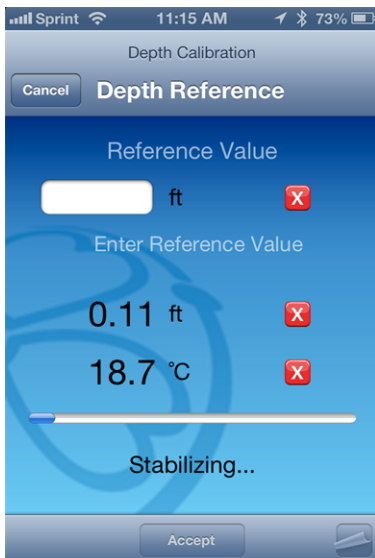 Sprint 11:15 AM 73%
Depth Calibration
Cancel Depth Reference
Reference Value
ft X
Enter Reference Value
0.11 ft X
18.7 °C X
Stabilizing...
Accept